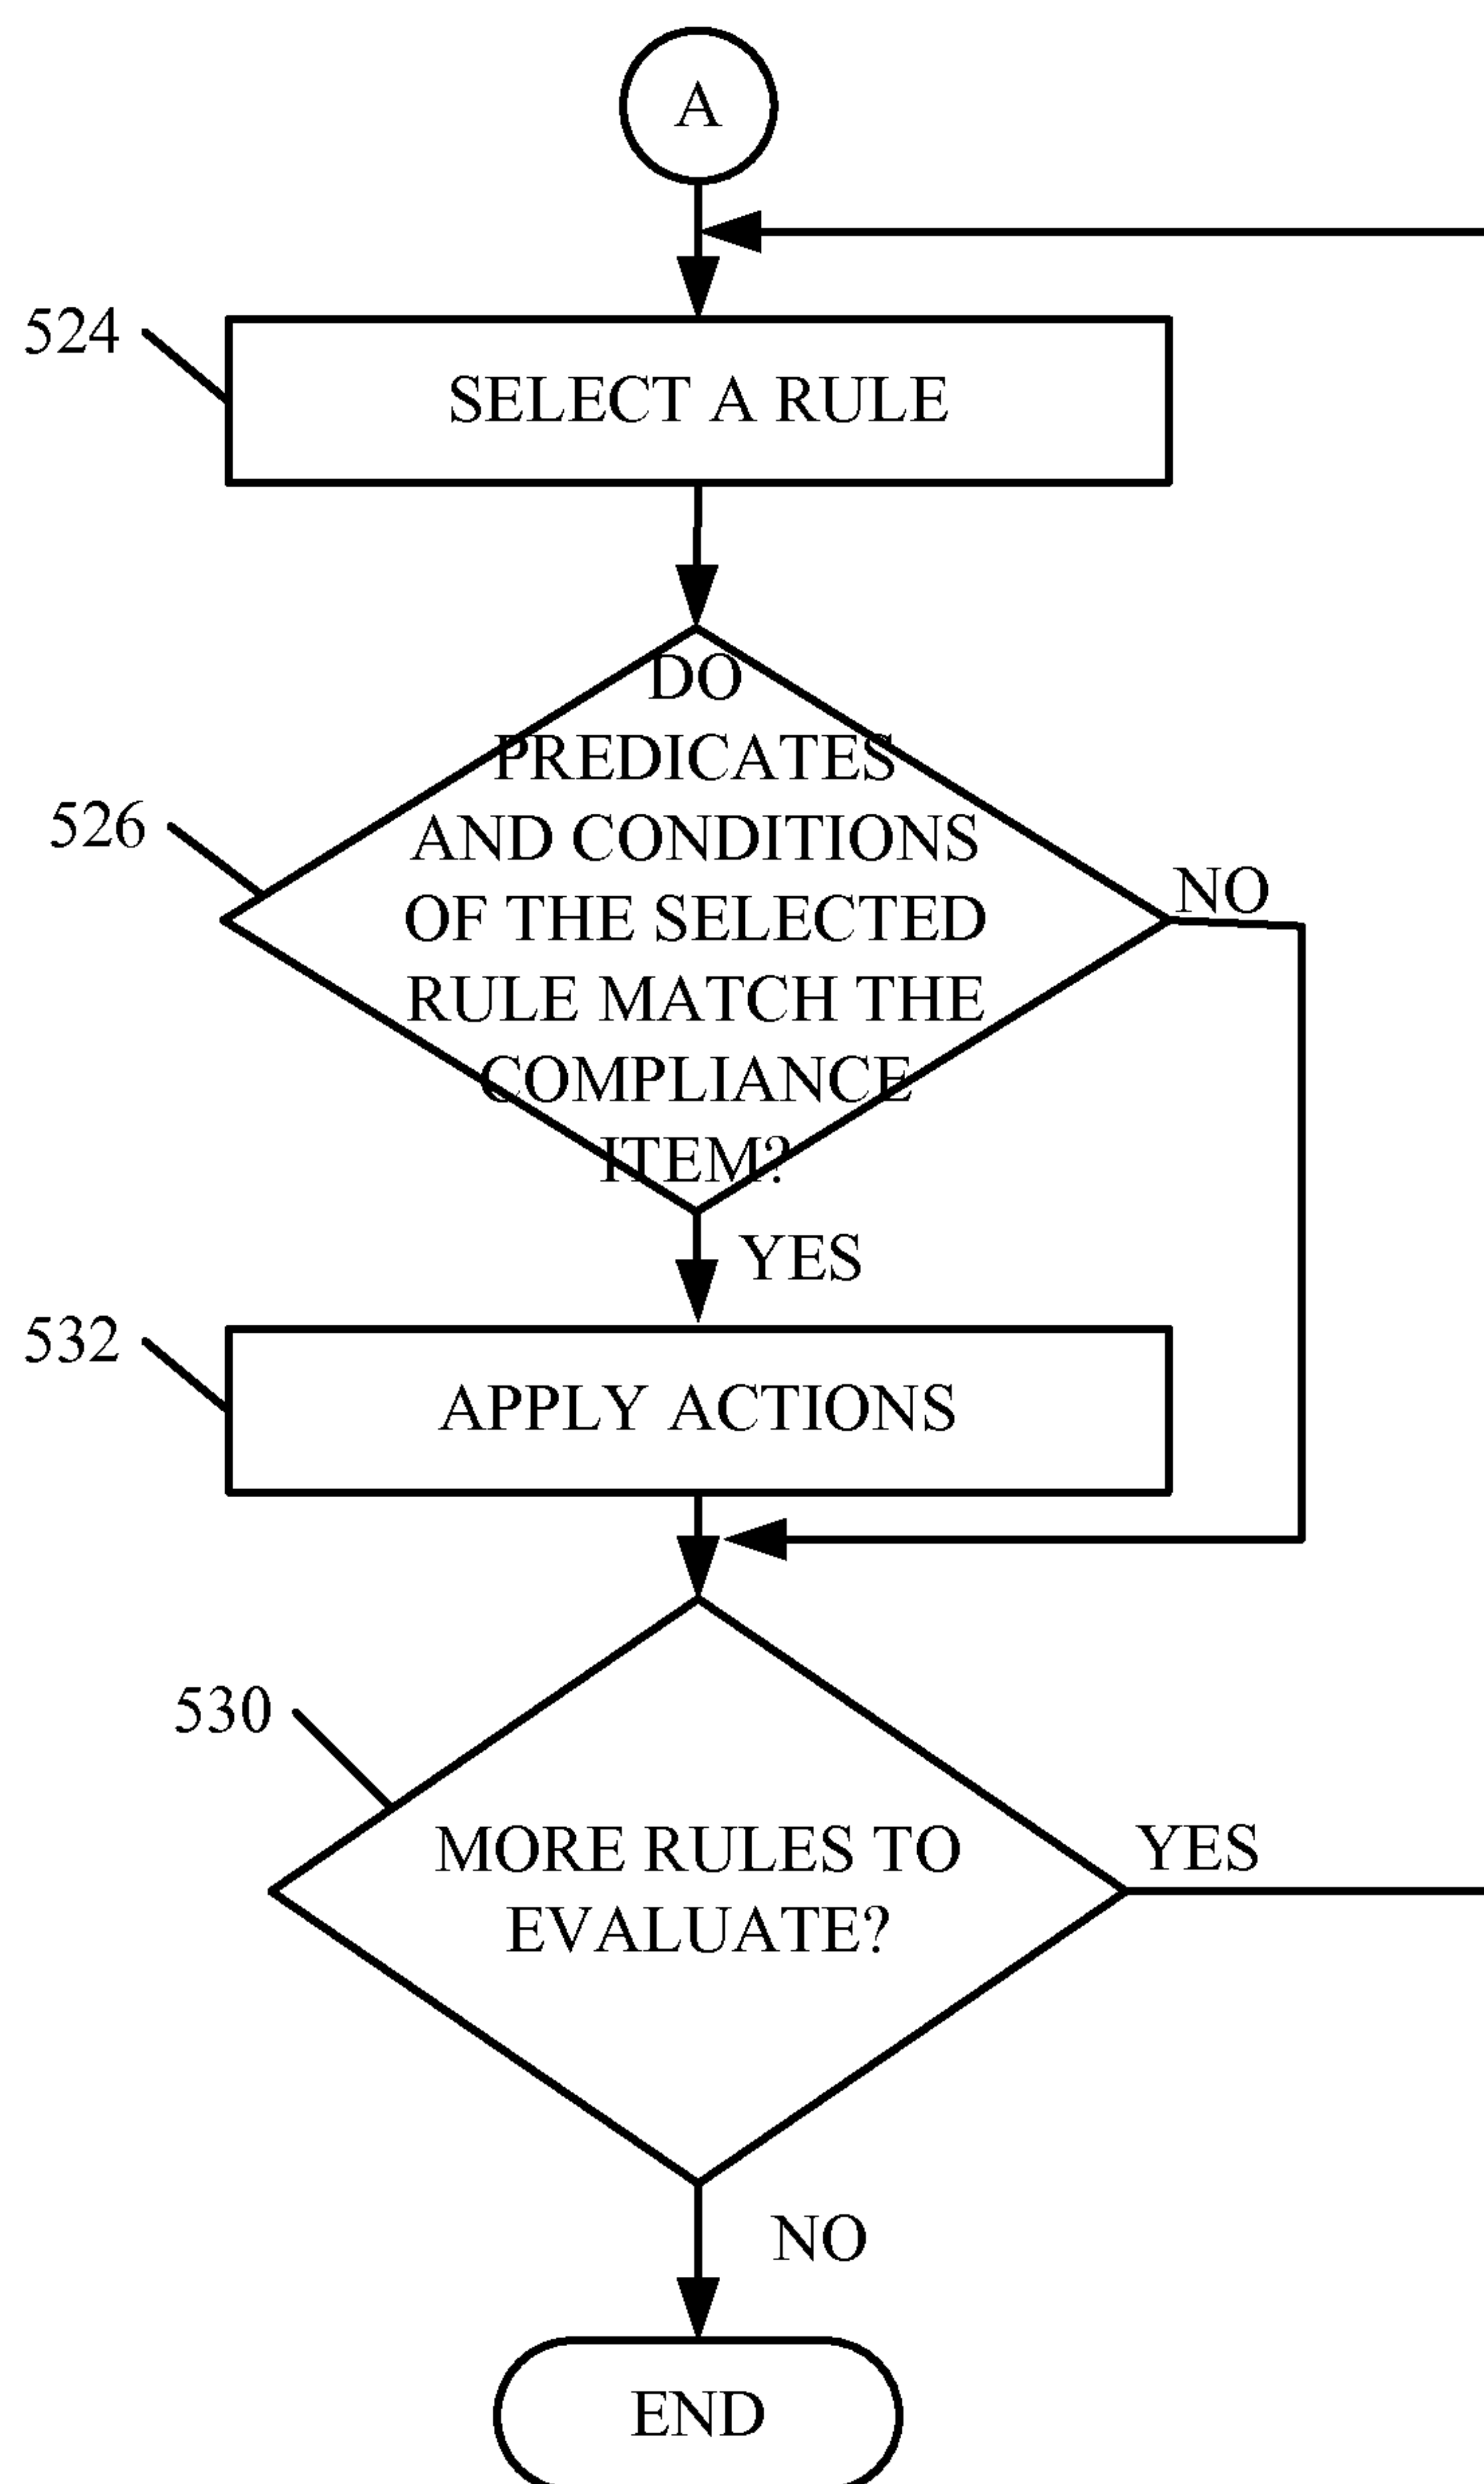 A
524
SELECT A RULE
DO
PREDICATES
AND CONDITIONS
OF THE SELECTED
RULE MATCH THE
COMPLIANCE
ITEM?
526
NO
YES
532
APPLY ACTIONS
530
MORE RULES TO
EVALUATE?
YES
NO
END